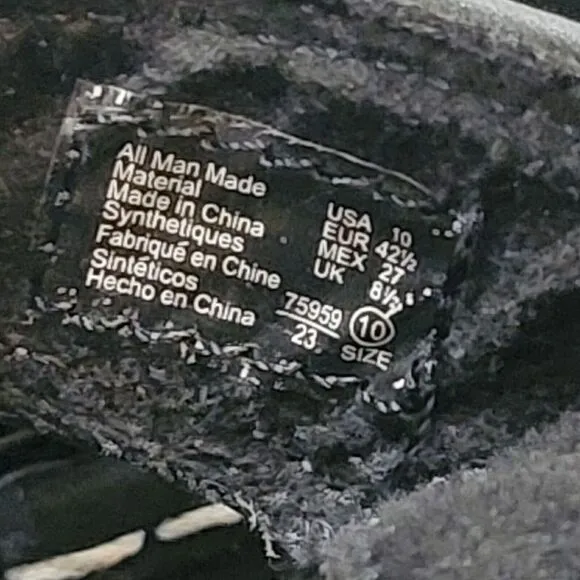 All Man Made
Material
Made in China
Synthetiques
Fabriqué en Chine
Sintéticos
Hecho en China
USA 10
EUR 42½
MEX 27
UK 8½
75959
23
10
SIZE